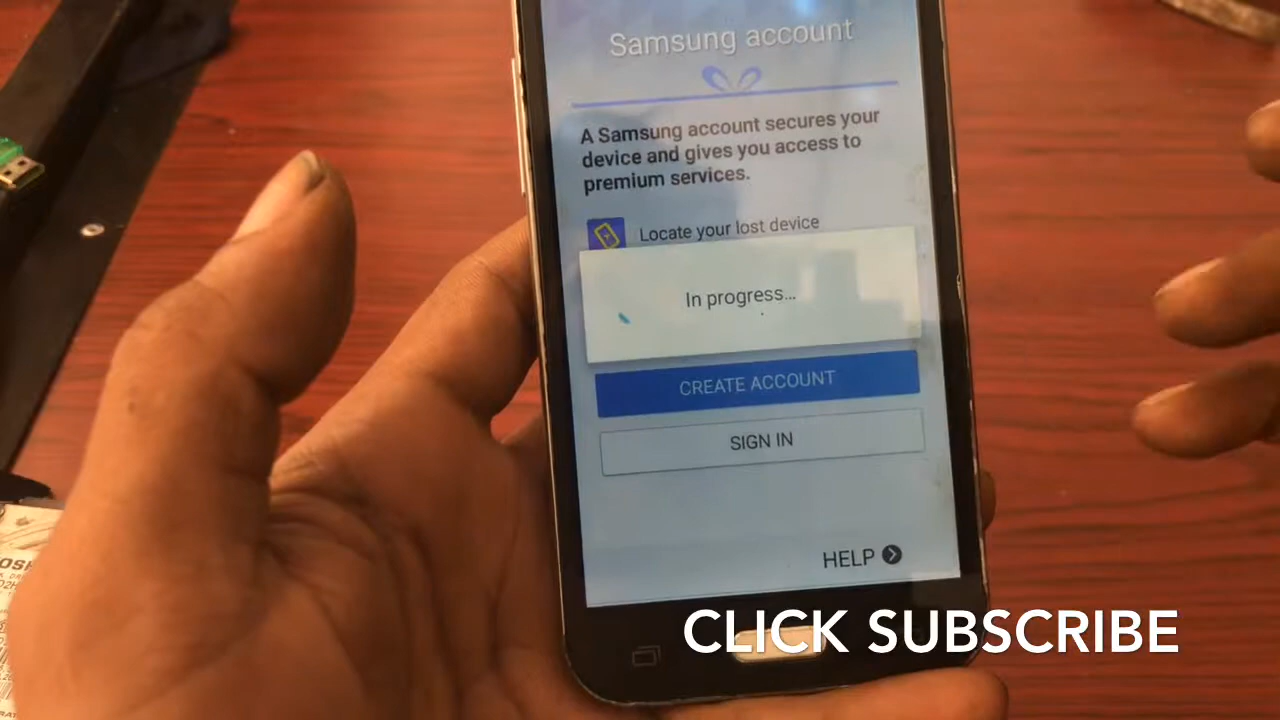 Samsung account
A Samsung account secures your
device and gives you access to
premium services.
Locate your lost device
In progress...
CREATE ACCOUNT
SIGN IN
HELP
CLICK SUBSCRIBE